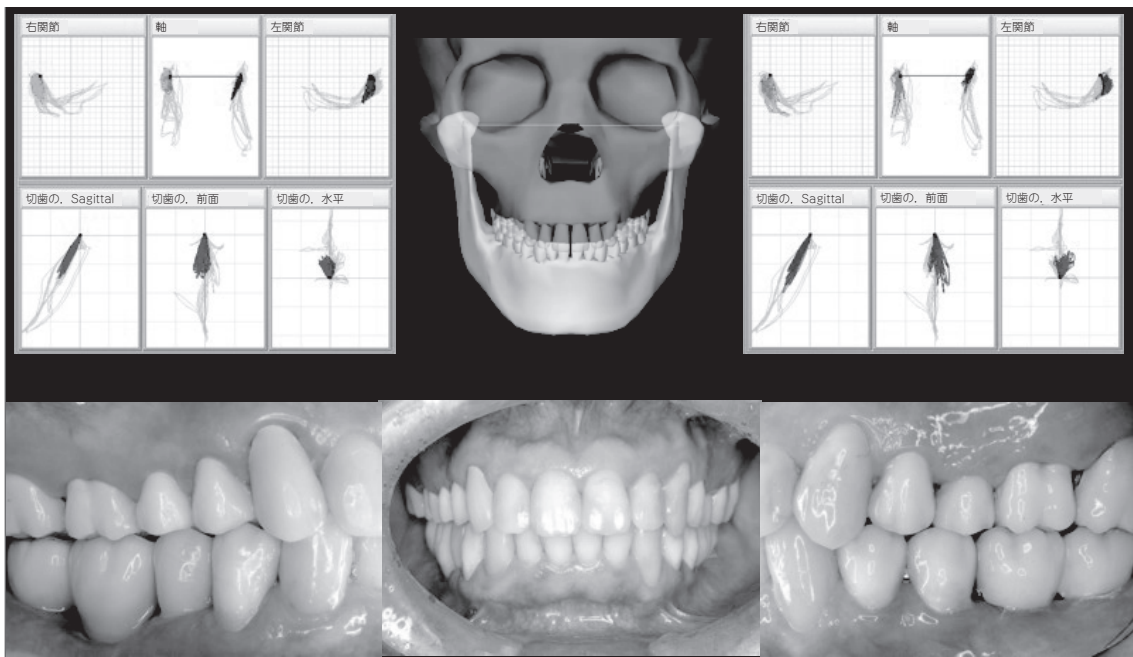 右関節
軸
左関節
切歯の，Sagittal
切歯の，前面
切歯の，水平
右関節
軸
左関節
切歯の，Sagittal
切歯の，前面
切歯の，水平